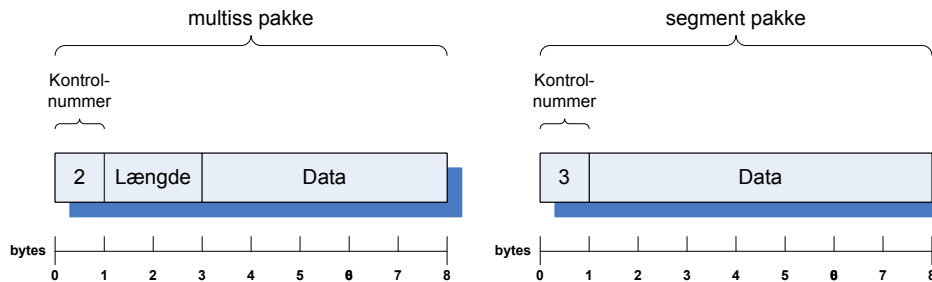 multiss pakke
Kontrol-
nummer
2 Længde Data
bytes
0 1 2 3 4 5 6 7 8
segment pakke
Kontrol-
nummer
3 Data
bytes
0 1 2 3 4 5 6 7 8